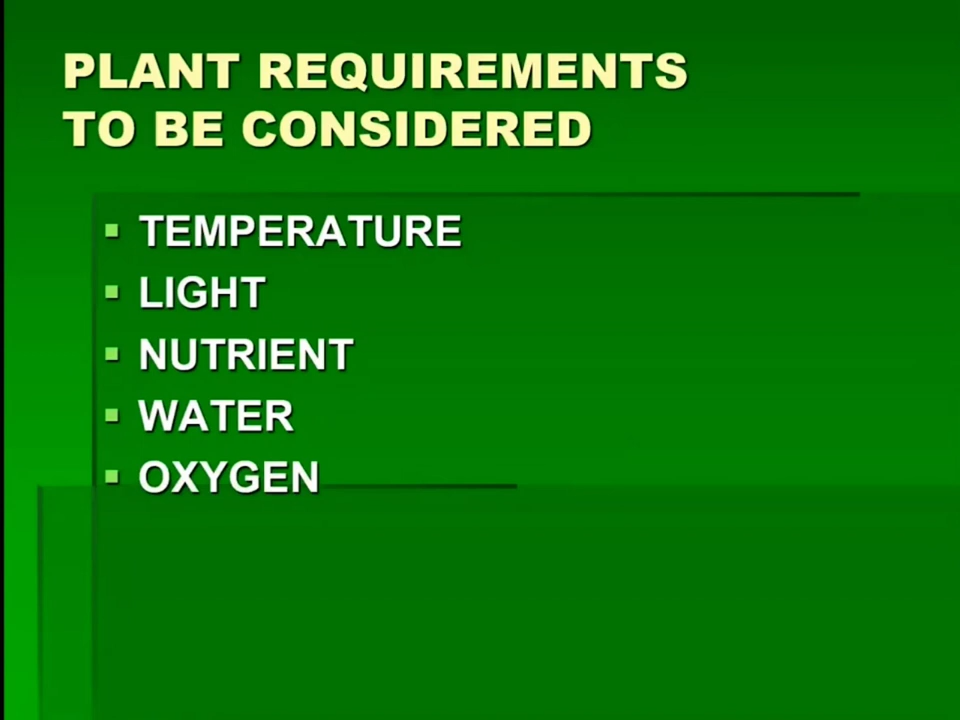 PLANT REQUIREMENTS
TO BE CONSIDERED
TEMPERATURE
LIGHT
NUTRIENT
WATER
OXYGEN